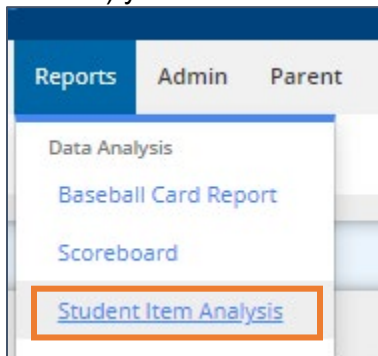 Reports Admin Parent
Data Analysis
Baseball Card Report
Scoreboard
Student Item Analysis